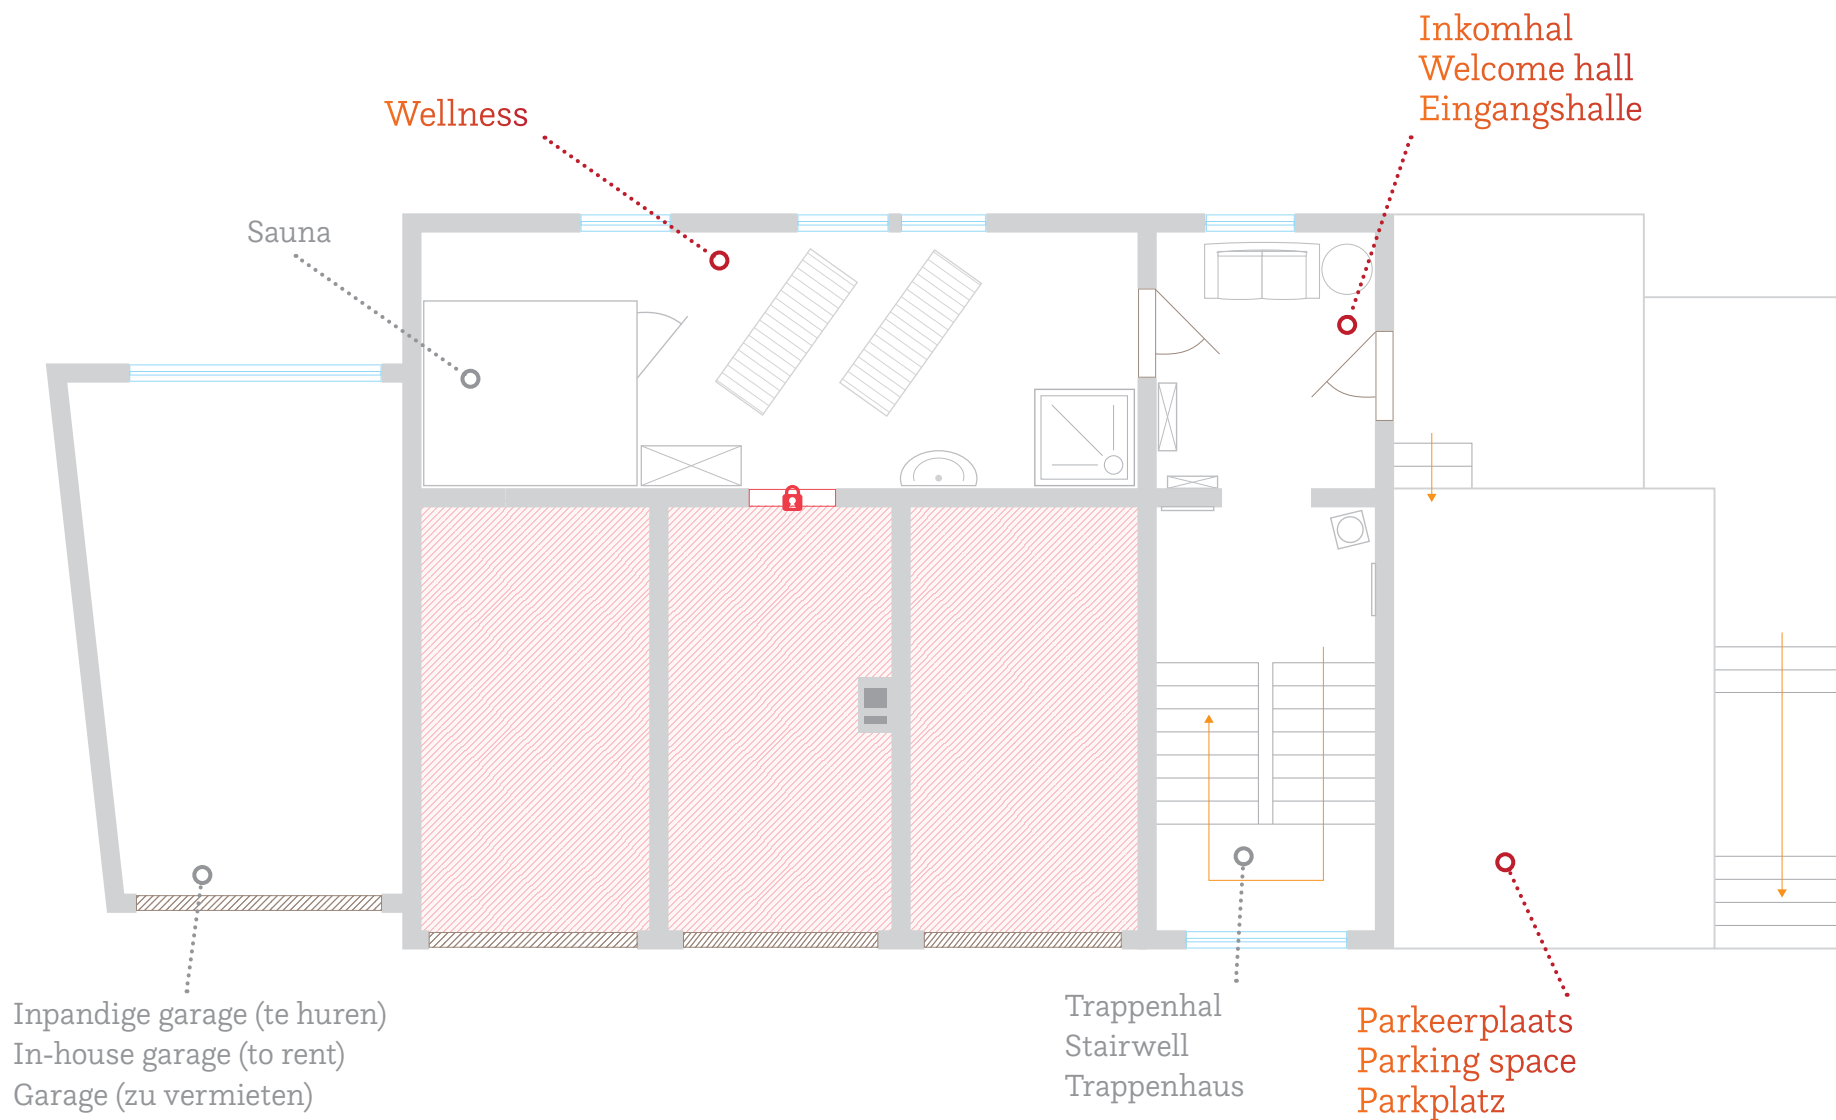 Inkomhal
Welcome hall
Eingangshalle
Wellness
Sauna
Inpandige garage (te huren)
In-house garage (to rent)
Garage (zu vermieten)
Trappenhal
Stairwell
Trappenhaus
Parkeerplaats
Parking space
Parkplatz